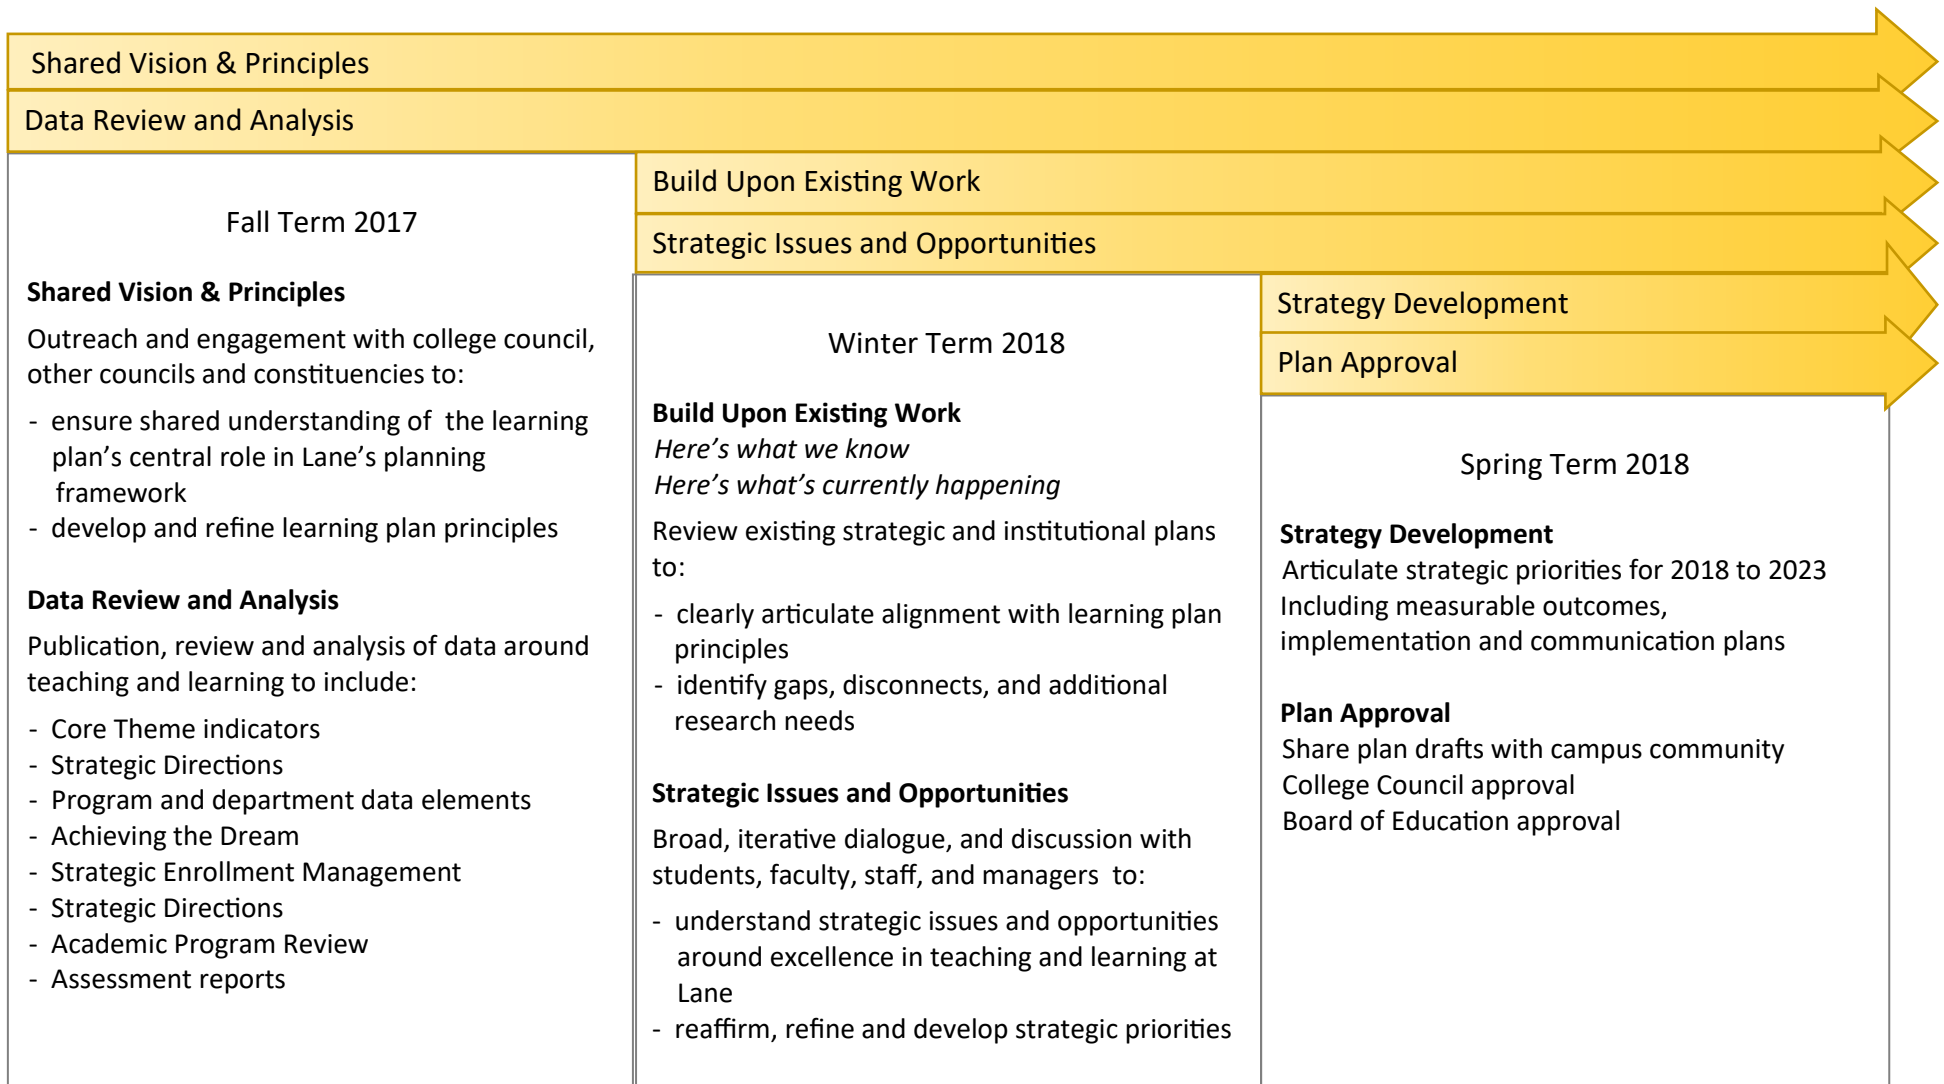 Shared Vision & Principles
Data Review and Analysis
Build Upon Existing Work
Strategic Issues and Opportunities
Strategy Development
Plan Approval
Fall Term 2017
Shared Vision & Principles
Outreach and engagement with college council,
other councils and constituencies to:
- ensure shared understanding of  the learning
plan’s central role in Lane’s planning
framework
- develop and refine learning plan principles
Data Review and Analysis
Publication, review and analysis of data around
teaching and learning to include:
- Core Theme indicators
- Strategic Directions
- Program and department data elements
- Achieving the Dream
- Strategic Enrollment Management
- Strategic Directions
- Academic Program Review
- Assessment reports
Winter Term 2018
Build Upon Existing Work
Here’s what we know
Here’s what’s currently happening
Review existing strategic and institutional plans
to:
- clearly articulate alignment with learning plan
principles
- identify gaps, disconnects, and additional
research needs
Strategic Issues and Opportunities
Broad, iterative dialogue, and discussion with
students, faculty, staff, and managers  to:
- understand strategic issues and opportunities
around excellence in teaching and learning at
Lane
- reaffirm, refine and develop strategic priorities
Spring Term 2018
Strategy Development
Articulate strategic priorities for 2018 to 2023
Including measurable outcomes,
implementation and communication plans
Plan Approval
Share plan drafts with campus community
College Council approval
Board of Education approval